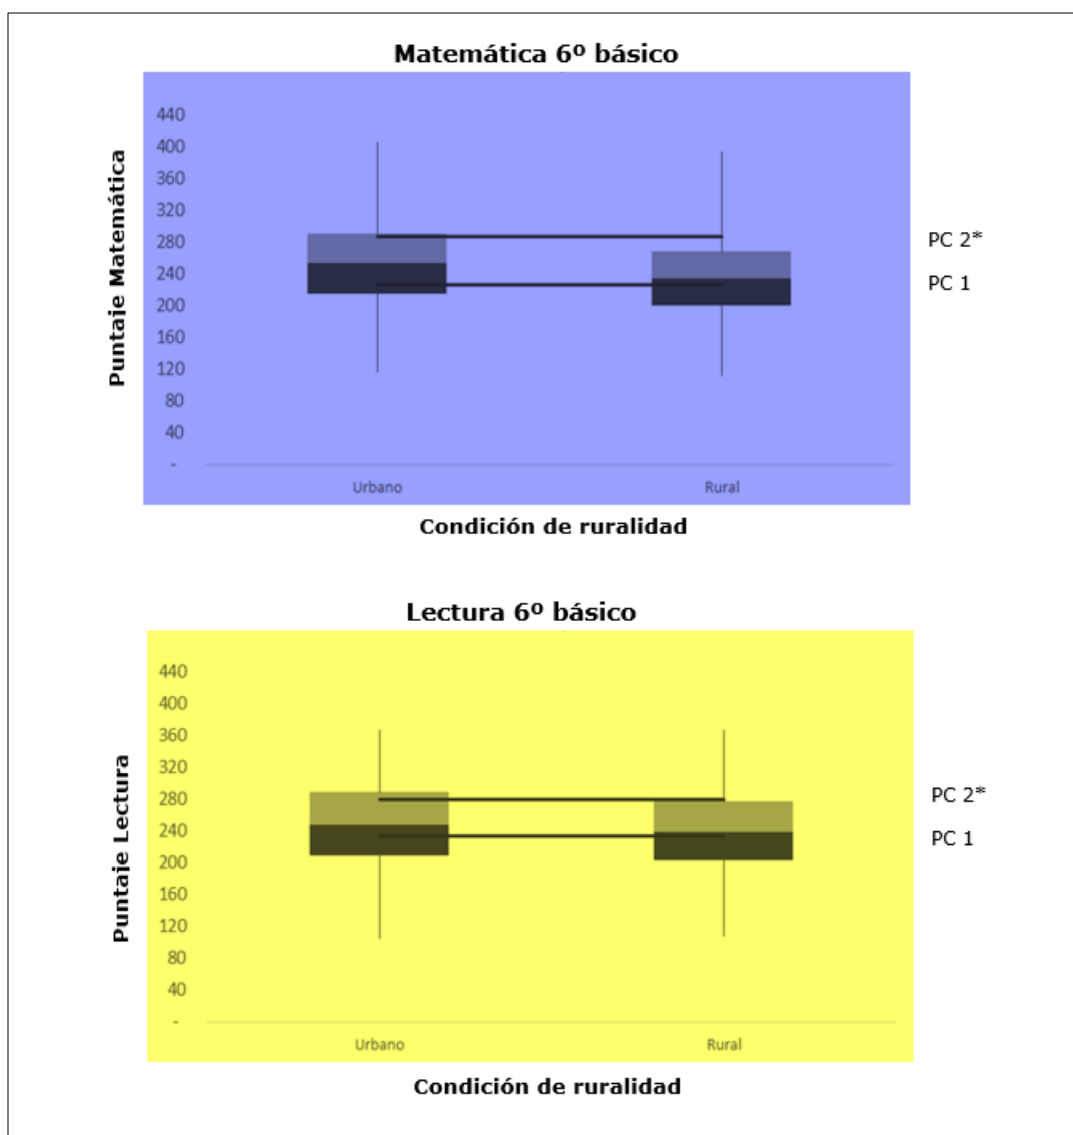 Matemática 6º básico
Puntaje Matemática
440
400
360
320
280
240
200
160
120
80
40
-
PC 2*
PC 1
Urbano Rural
Condición de ruralidad
Lectura 6º básico
Puntaje Lectura
440
400
360
320
280
240
200
160
120
80
40
-
PC 2*
PC 1
Urbano Rural
Condición de ruralidad